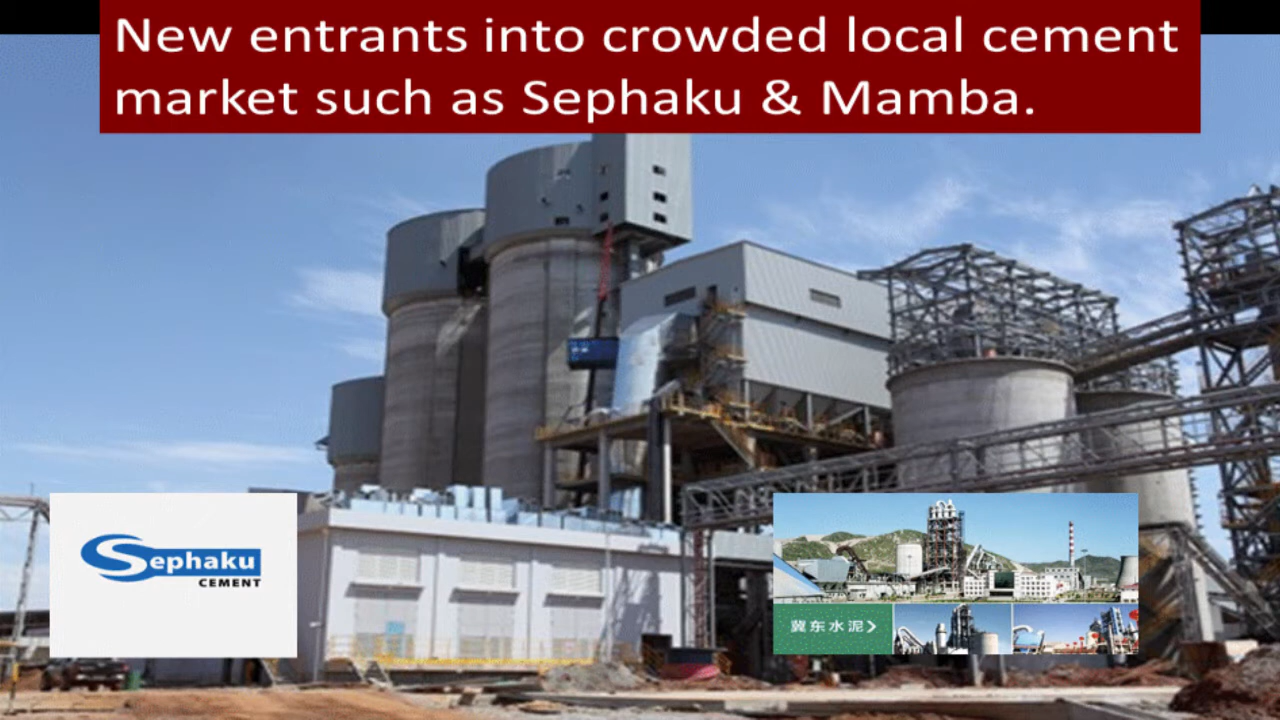 New entrants into crowded local cement
market such as Sephaku & Mamba.
Sephaku
CEMENT
冀东水泥>